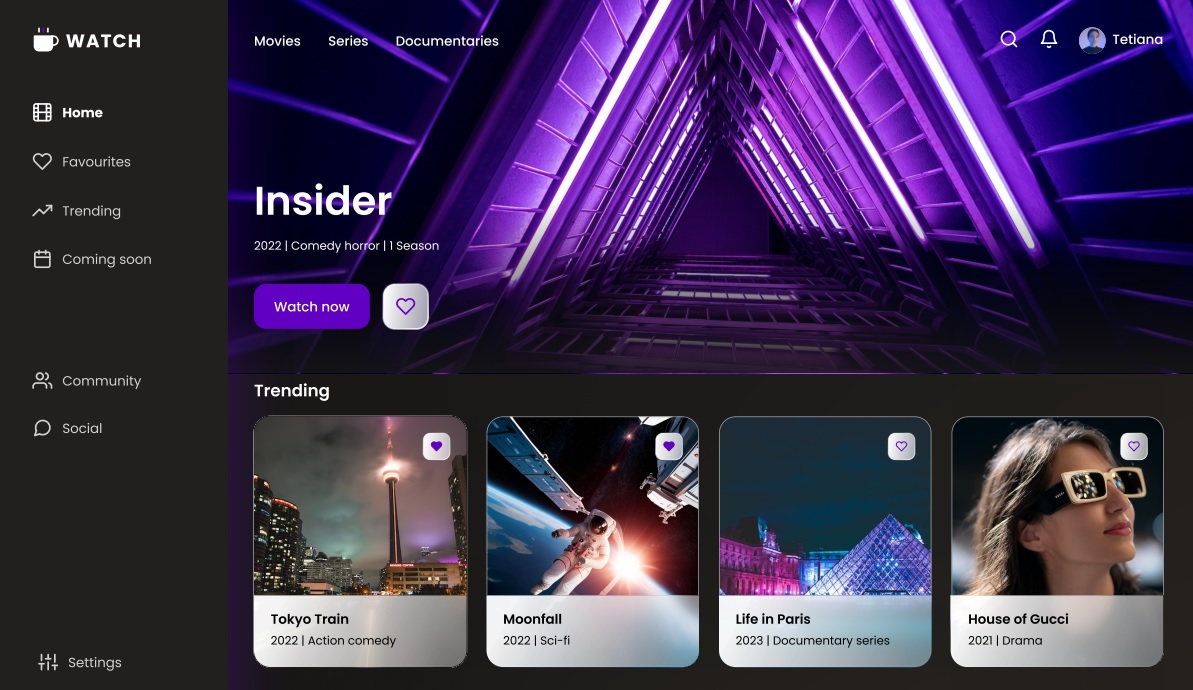 WATCH
Home
Favourites
Trending
Coming soon
Community
Social
Settings
Movies Series Documentaries
Tetiana
Insider
2022 | Comedy horror | 1 Season
Watch now
Trending
Tokyo Train
2022 | Action comedy
Moonfall
2022 | Sci-fi
Life in Paris
2023 | Documentary series
House of Gucci
2021 | Drama